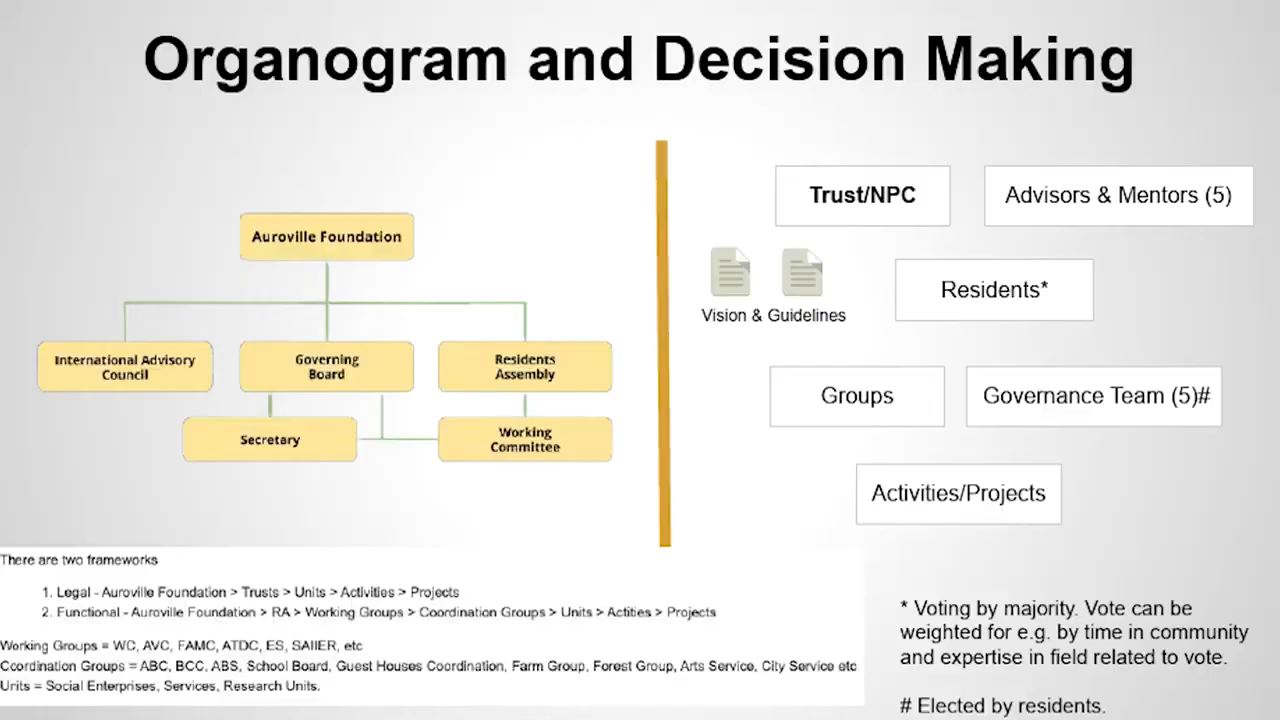 Organogram and Decision Making
Auroville Foundation
International Advisory
Council
Governing
Board
Residents
Assembly
Secretary
Working
Committee
Trust/NPC
Advisors & Mentors (5)
Vision & Guidelines
Residents*
Groups
Governance Team (5)#
Activities/Projects
There are two frameworks
1. Legal - Auroville Foundation > Trusts > Units > Activities > Projects
2. Functional - Auroville Foundation > RA > Working Groups > Coordination Groups > Units > Actities > Projects
Working Groups = WC, AVC, FAMC, ATDC, ES, SAIIER, etc
Coordination Groups = ABC, BCC, ABS, School Board, Guest Houses Coordination, Farm Group, Forest Group, Arts Service, City Service etc
Units = Social Enterprises, Services, Research Units.
* Voting by majority. Vote can be
weighted for e.g. by time in community
and expertise in field related to vote.
# Elected by residents.